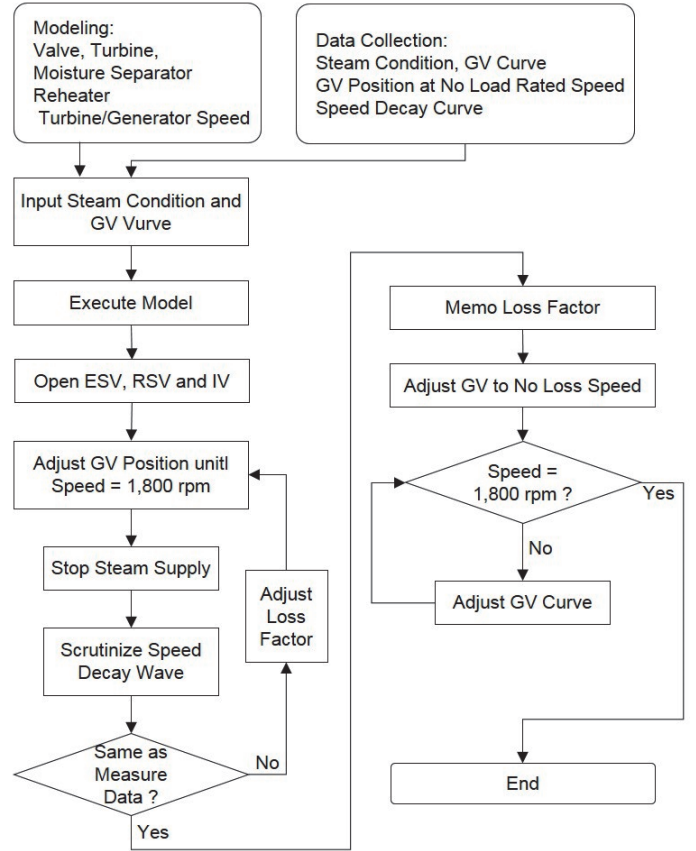 Modeling:
Valve, Turbine,
Moisture Separator
Reheater
Turbine/Generator Speed
Data Collection:
Steam Condition, GV Curve
GV Position at No Load Rated Speed
Speed Decay Curve
Input Steam Condition and
GV Vurve
Execute Model
Open ESV, RSV and IV
Adjust GV Position unitl
Speed = 1,800 rpm
Stop Steam Supply
Adjust
Loss
Factor
Scrutinize Speed
Decay Wave
Same as
Measure
Data ?
No
Yes
Memo Loss Factor
Adjust GV to No Loss Speed
Speed =
1,800 rpm ?
Yes
No
Adjust GV Curve
End